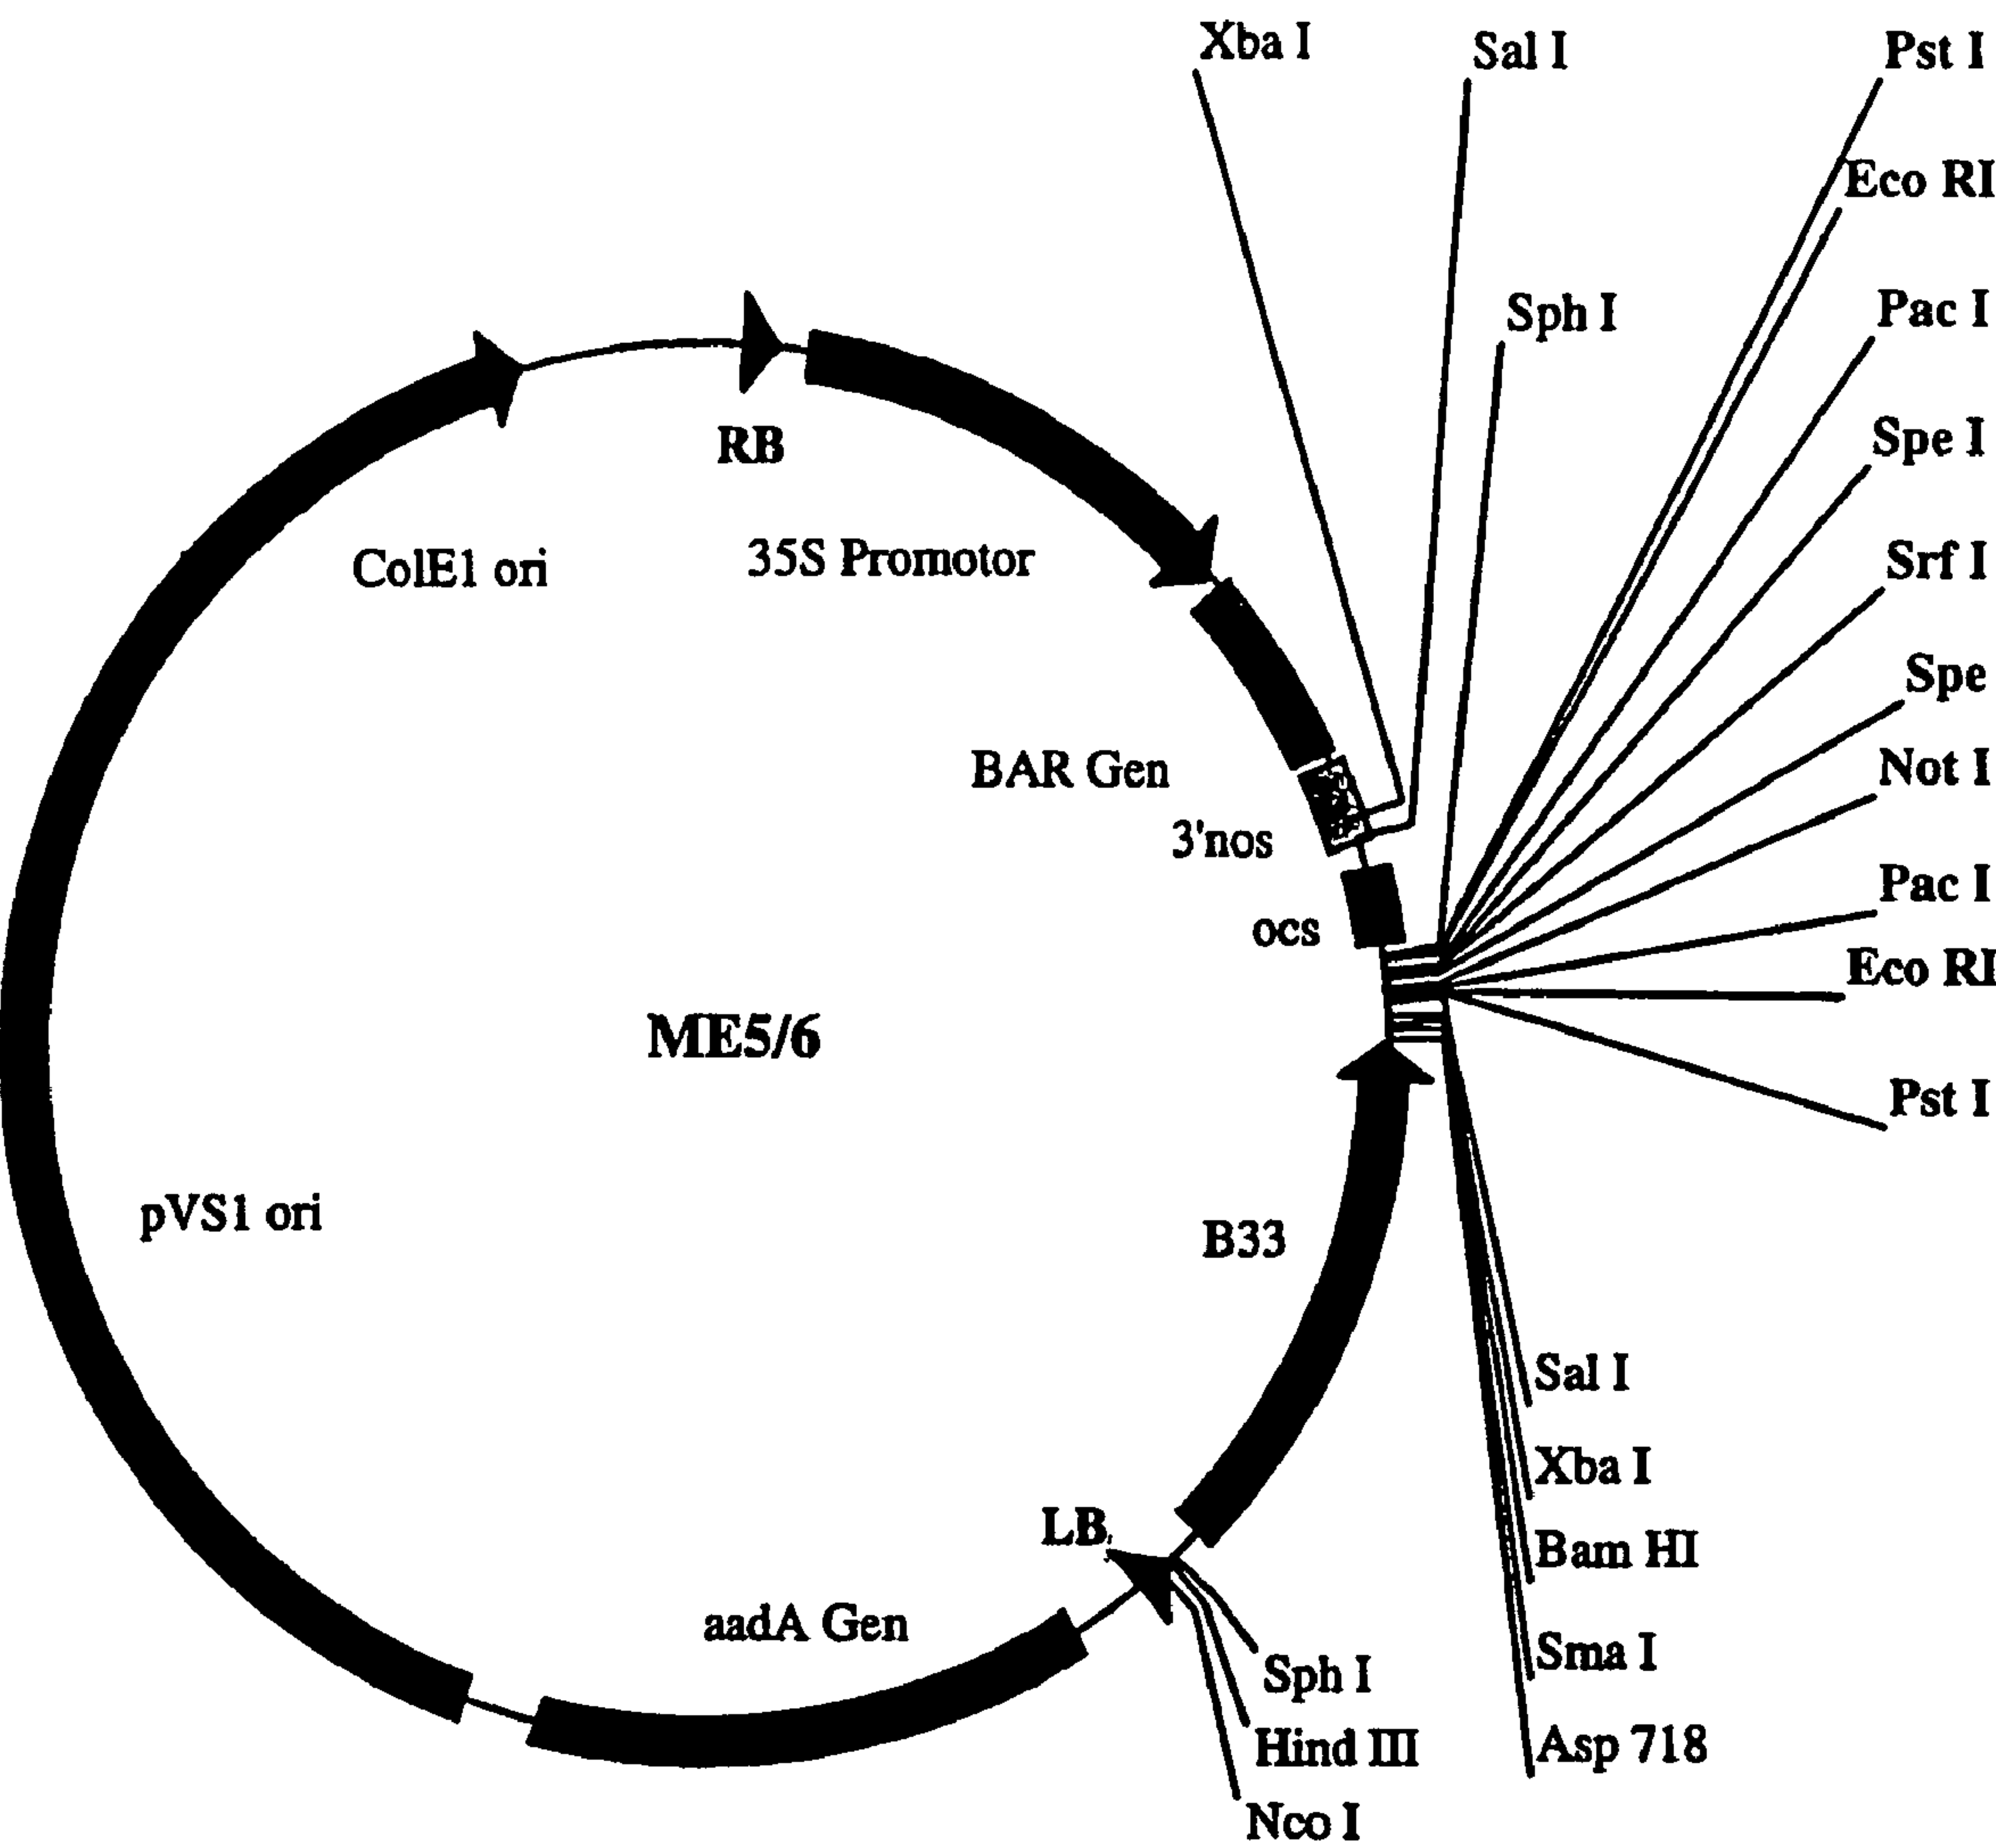 Xba I
Sal I
Pst I
Eco RI
Sph I
Pac I
Spe I
RB
35S Promotor
ColE1 ori
Srf I
Spe
BAR Gen
Not I
3'nos
Pac I
ocs
Eco RI
ME5/6
Pst I
pVS1 ori
B33
Sal I
Xba I
LB
Bam HI
aadA Gen
Sma I
Sph I
Hind III
Asp 718
Nco I